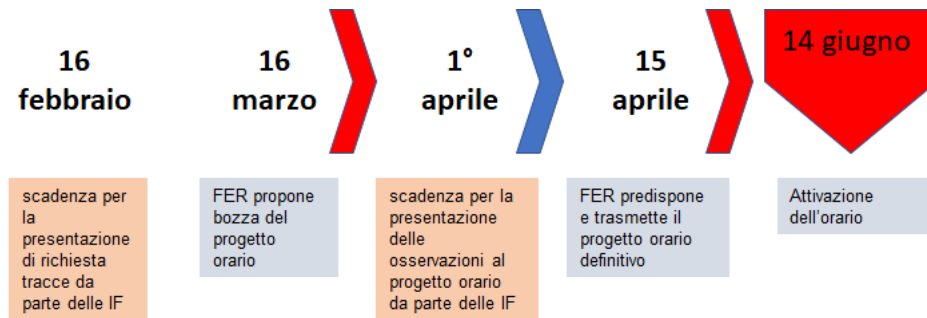 16
febbraio
16
marzo
1°
aprile
15
aprile
14 giugno
scadenza per
la
presentazione
di richiesta
tracce da
parte delle IF
FER propone
bozza del
progetto
orario
scadenza per la
presentazione
delle
osservazioni al
progetto orario
da parte delle IF
FER predispone
e trasmette il
progetto orario
definitivo
Attivazione
dell'orario